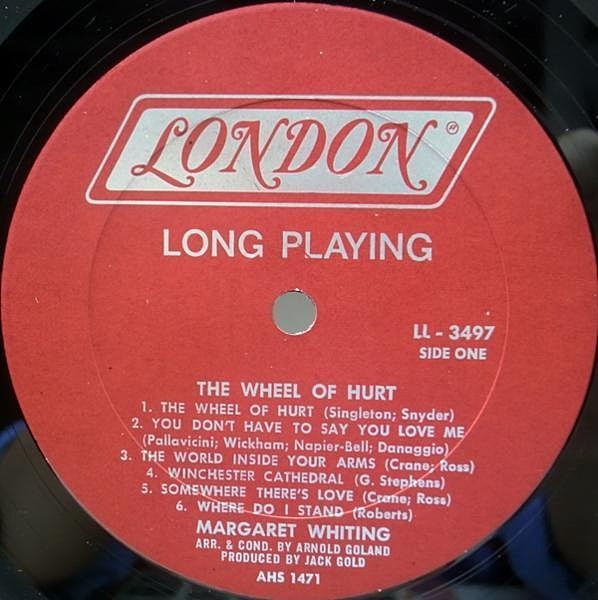 LONDON®
LONG PLAYING
LL - 3497
SIDE ONE
THE WHEEL OF HURT
1. THE WHEEL OF HURT (Singleton; Snyder)
2. YOU DON'T HAVE TO SAY YOU LOVE ME
(Pallavicini; Wickham; Napier-Bell; Danaggio)
3. THE WORLD INSIDE YOUR ARMS (Crane; Ross)
4. WINCHESTER CATHEDRAL (G. Stephens)
5. SOMEWHERE THERE'S LOVE (Crane; Ross)
6. WHERE DO I STAND (Roberts)
MARGARET WHITING
ARR. & COND. BY ARNOLD GOLAND
PRODUCED BY JACK GOLD
AHS 1471